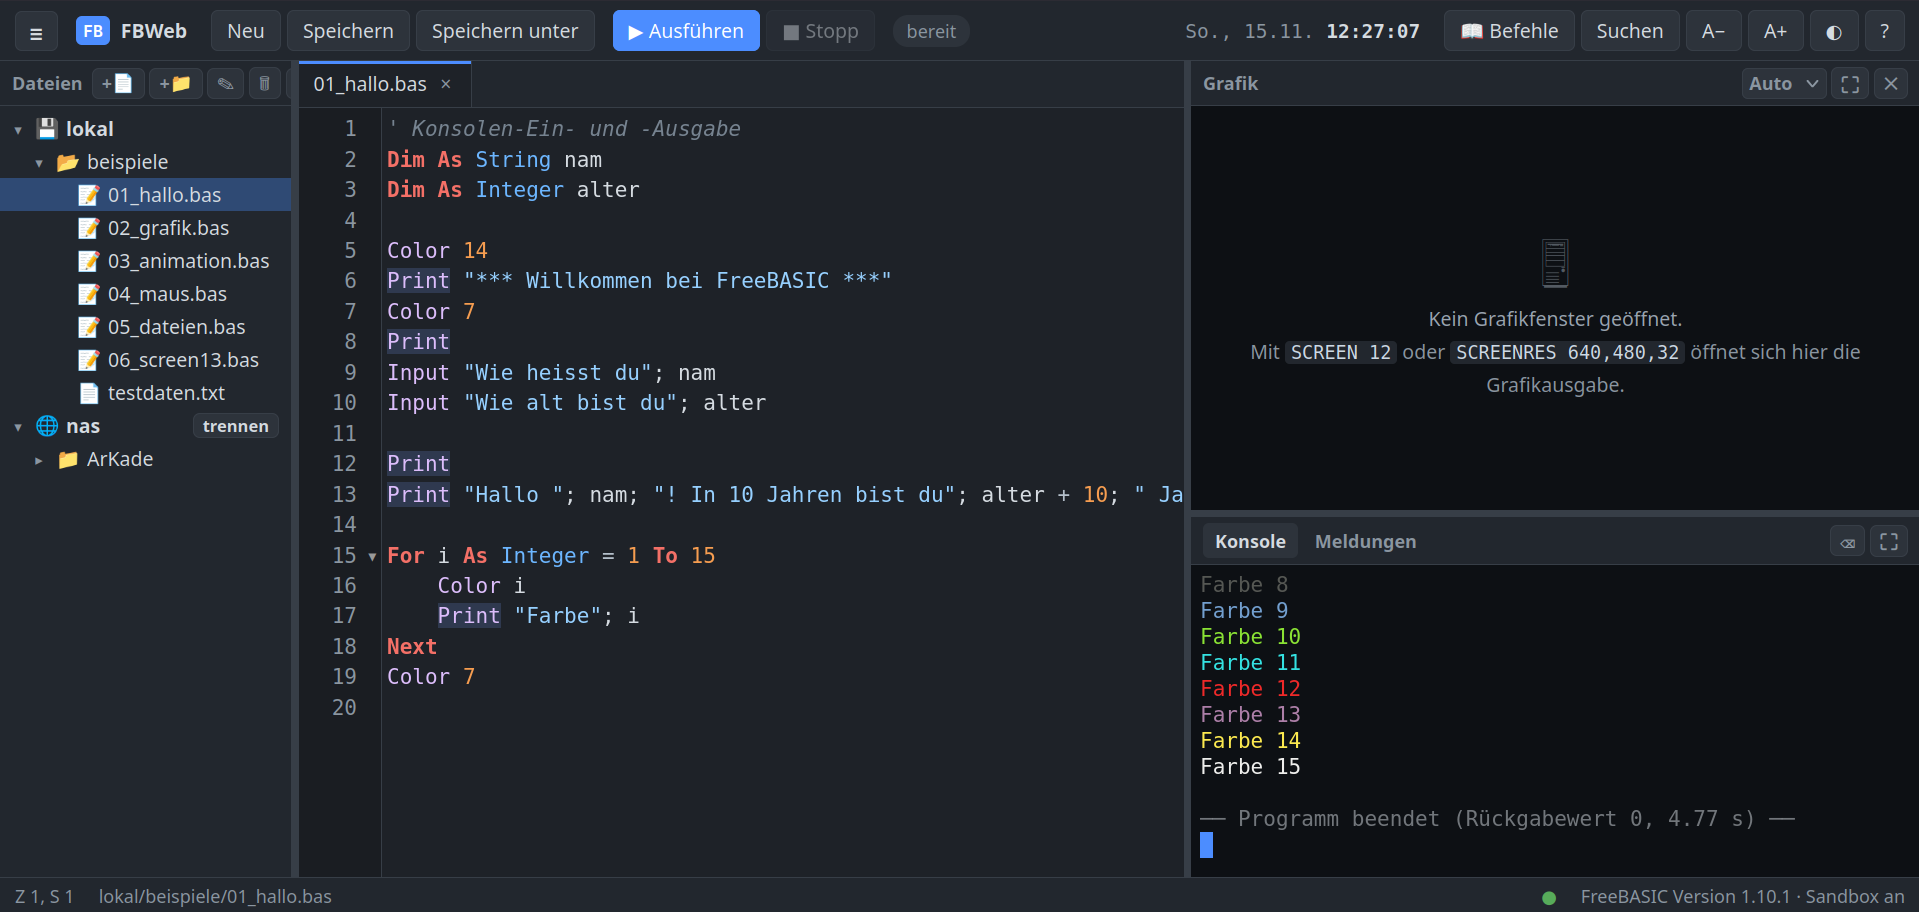 ☰ FB FBWeb Neu Speichern Speichern unter ▶ Ausführen ■ Stopp bereit So., 15.11. 12:27:07 📖 Befehle Suchen A− A+ ◐ ?
Dateien +📄 +📁
▾ 💾 lokal
▾ 📂 beispiele
01_hallo.bas
02_grafik.bas
03_animation.bas
04_maus.bas
05_dateien.bas
06_screen13.bas
testdaten.txt
▾ 🌐 nas trennen
▸ 📁 ArKade
01_hallo.bas ×
1 ' Konsolen-Ein- und -Ausgabe
2 Dim As String nam
3 Dim As Integer alter
4
5 Color 14
6 Print "*** Willkommen bei FreeBASIC ***"
7 Color 7
8 Print
9 Input "Wie heisst du"; nam
10 Input "Wie alt bist du"; alter
11
12 Print
13 Print "Hallo "; nam; "! In 10 Jahren bist du"; alter + 10; " Ja
14
15 ▾ For i As Integer = 1 To 15
16     Color i
17     Print "Farbe"; i
18 Next
19 Color 7
20
Grafik Auto
Kein Grafikfenster geöffnet.
Mit SCREEN 12 oder SCREENRES 640,480,32 öffnet sich hier die
Grafikausgabe.
Konsole Meldungen
Farbe 8
Farbe 9
Farbe 10
Farbe 11
Farbe 12
Farbe 13
Farbe 14
Farbe 15
── Programm beendet (Rückgabewert 0, 4.77 s) ──
Z 1, S 1 lokal/beispiele/01_hallo.bas FreeBASIC Version 1.10.1 · Sandbox an